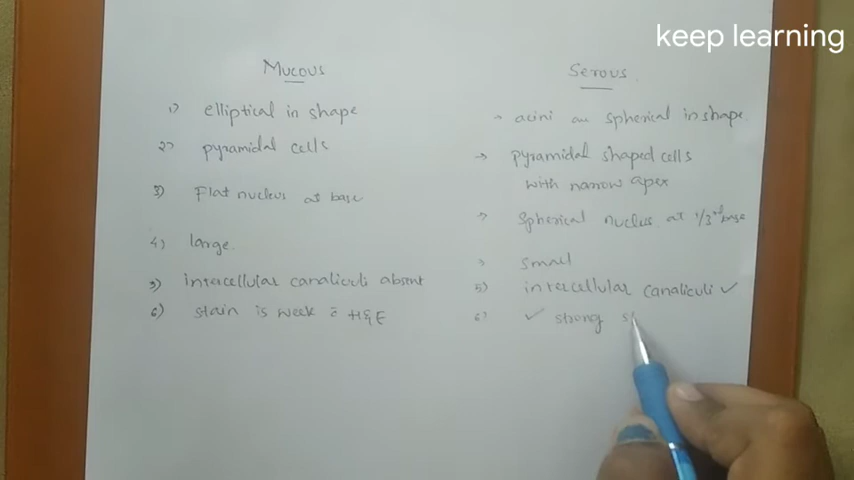 keep learning
Mucous
1) elliptical in shape
2) pyramidal cells
3) Flat nucleus at base
4) large.
5) intercellular canaliculi absent
6) stain is weak c̄ H&E
Serous
→ acini are spherical in shape
→ pyramidal shaped cells
with narrow apex
→ Spherical nucleus at 1/3rd base
→ small
5) intercellular canaliculi ✓
6) ✓ strong s